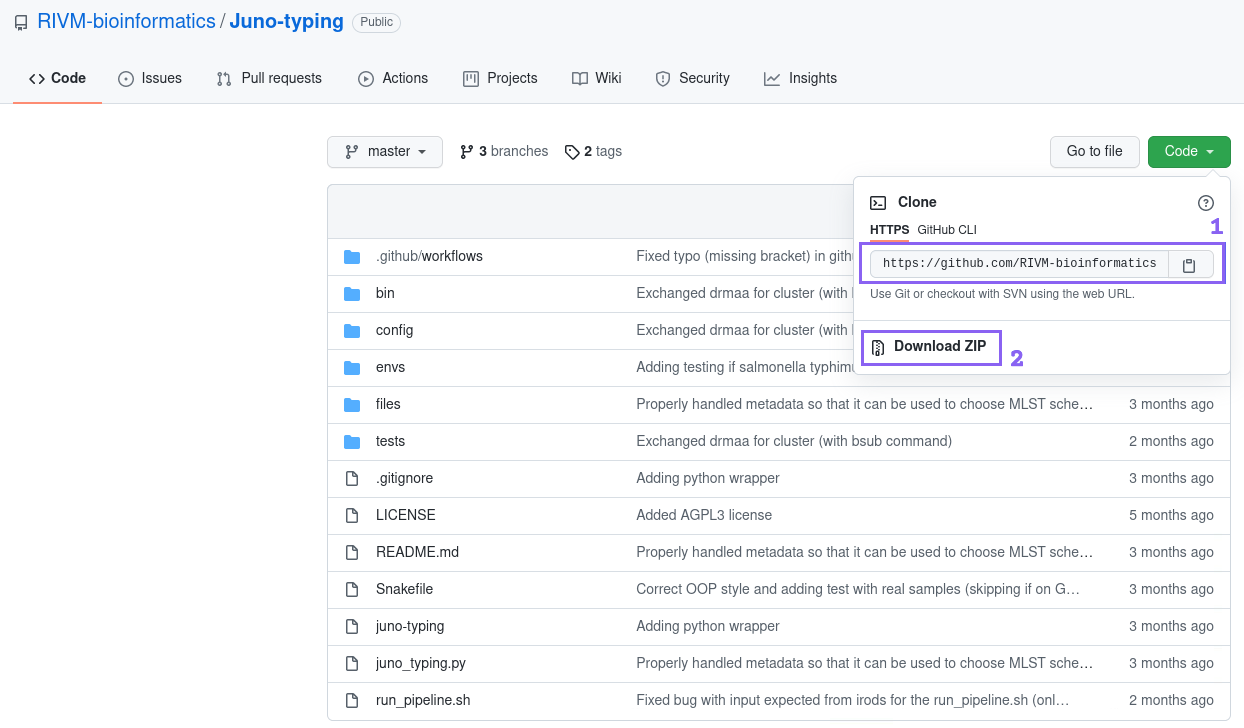 RIVM-bioinformatics / Juno-typing Public
Code Issues Pull requests Actions Projects Wiki Security Insights
master 3 branches 2 tags Go to file Code
Clone
HTTPS GitHub CLI
1
https://github.com/RIVM-bioinformatics
Use Git or checkout with SVN using the web URL.
Download ZIP
2
.github/workflows Fixed typo (missing bracket) in gith
bin Exchanged drmaa for cluster (with
config Exchanged drmaa for cluster (with
envs Adding testing if salmonella typhim
files Properly handled metadata so that it can be used to choose MLST sche… 3 months ago
tests Exchanged drmaa for cluster (with bsub command) 2 months ago
.gitignore Adding python wrapper 3 months ago
LICENSE Added AGPL3 license 5 months ago
README.md Properly handled metadata so that it can be used to choose MLST sche… 3 months ago
Snakefile Correct OOP style and adding test with real samples (skipping if on G… 3 months ago
juno-typing Adding python wrapper 3 months ago
juno_typing.py Properly handled metadata so that it can be used to choose MLST sche… 3 months ago
run_pipeline.sh Fixed bug with input expected from irods for the run_pipeline.sh (onl… 2 months ago